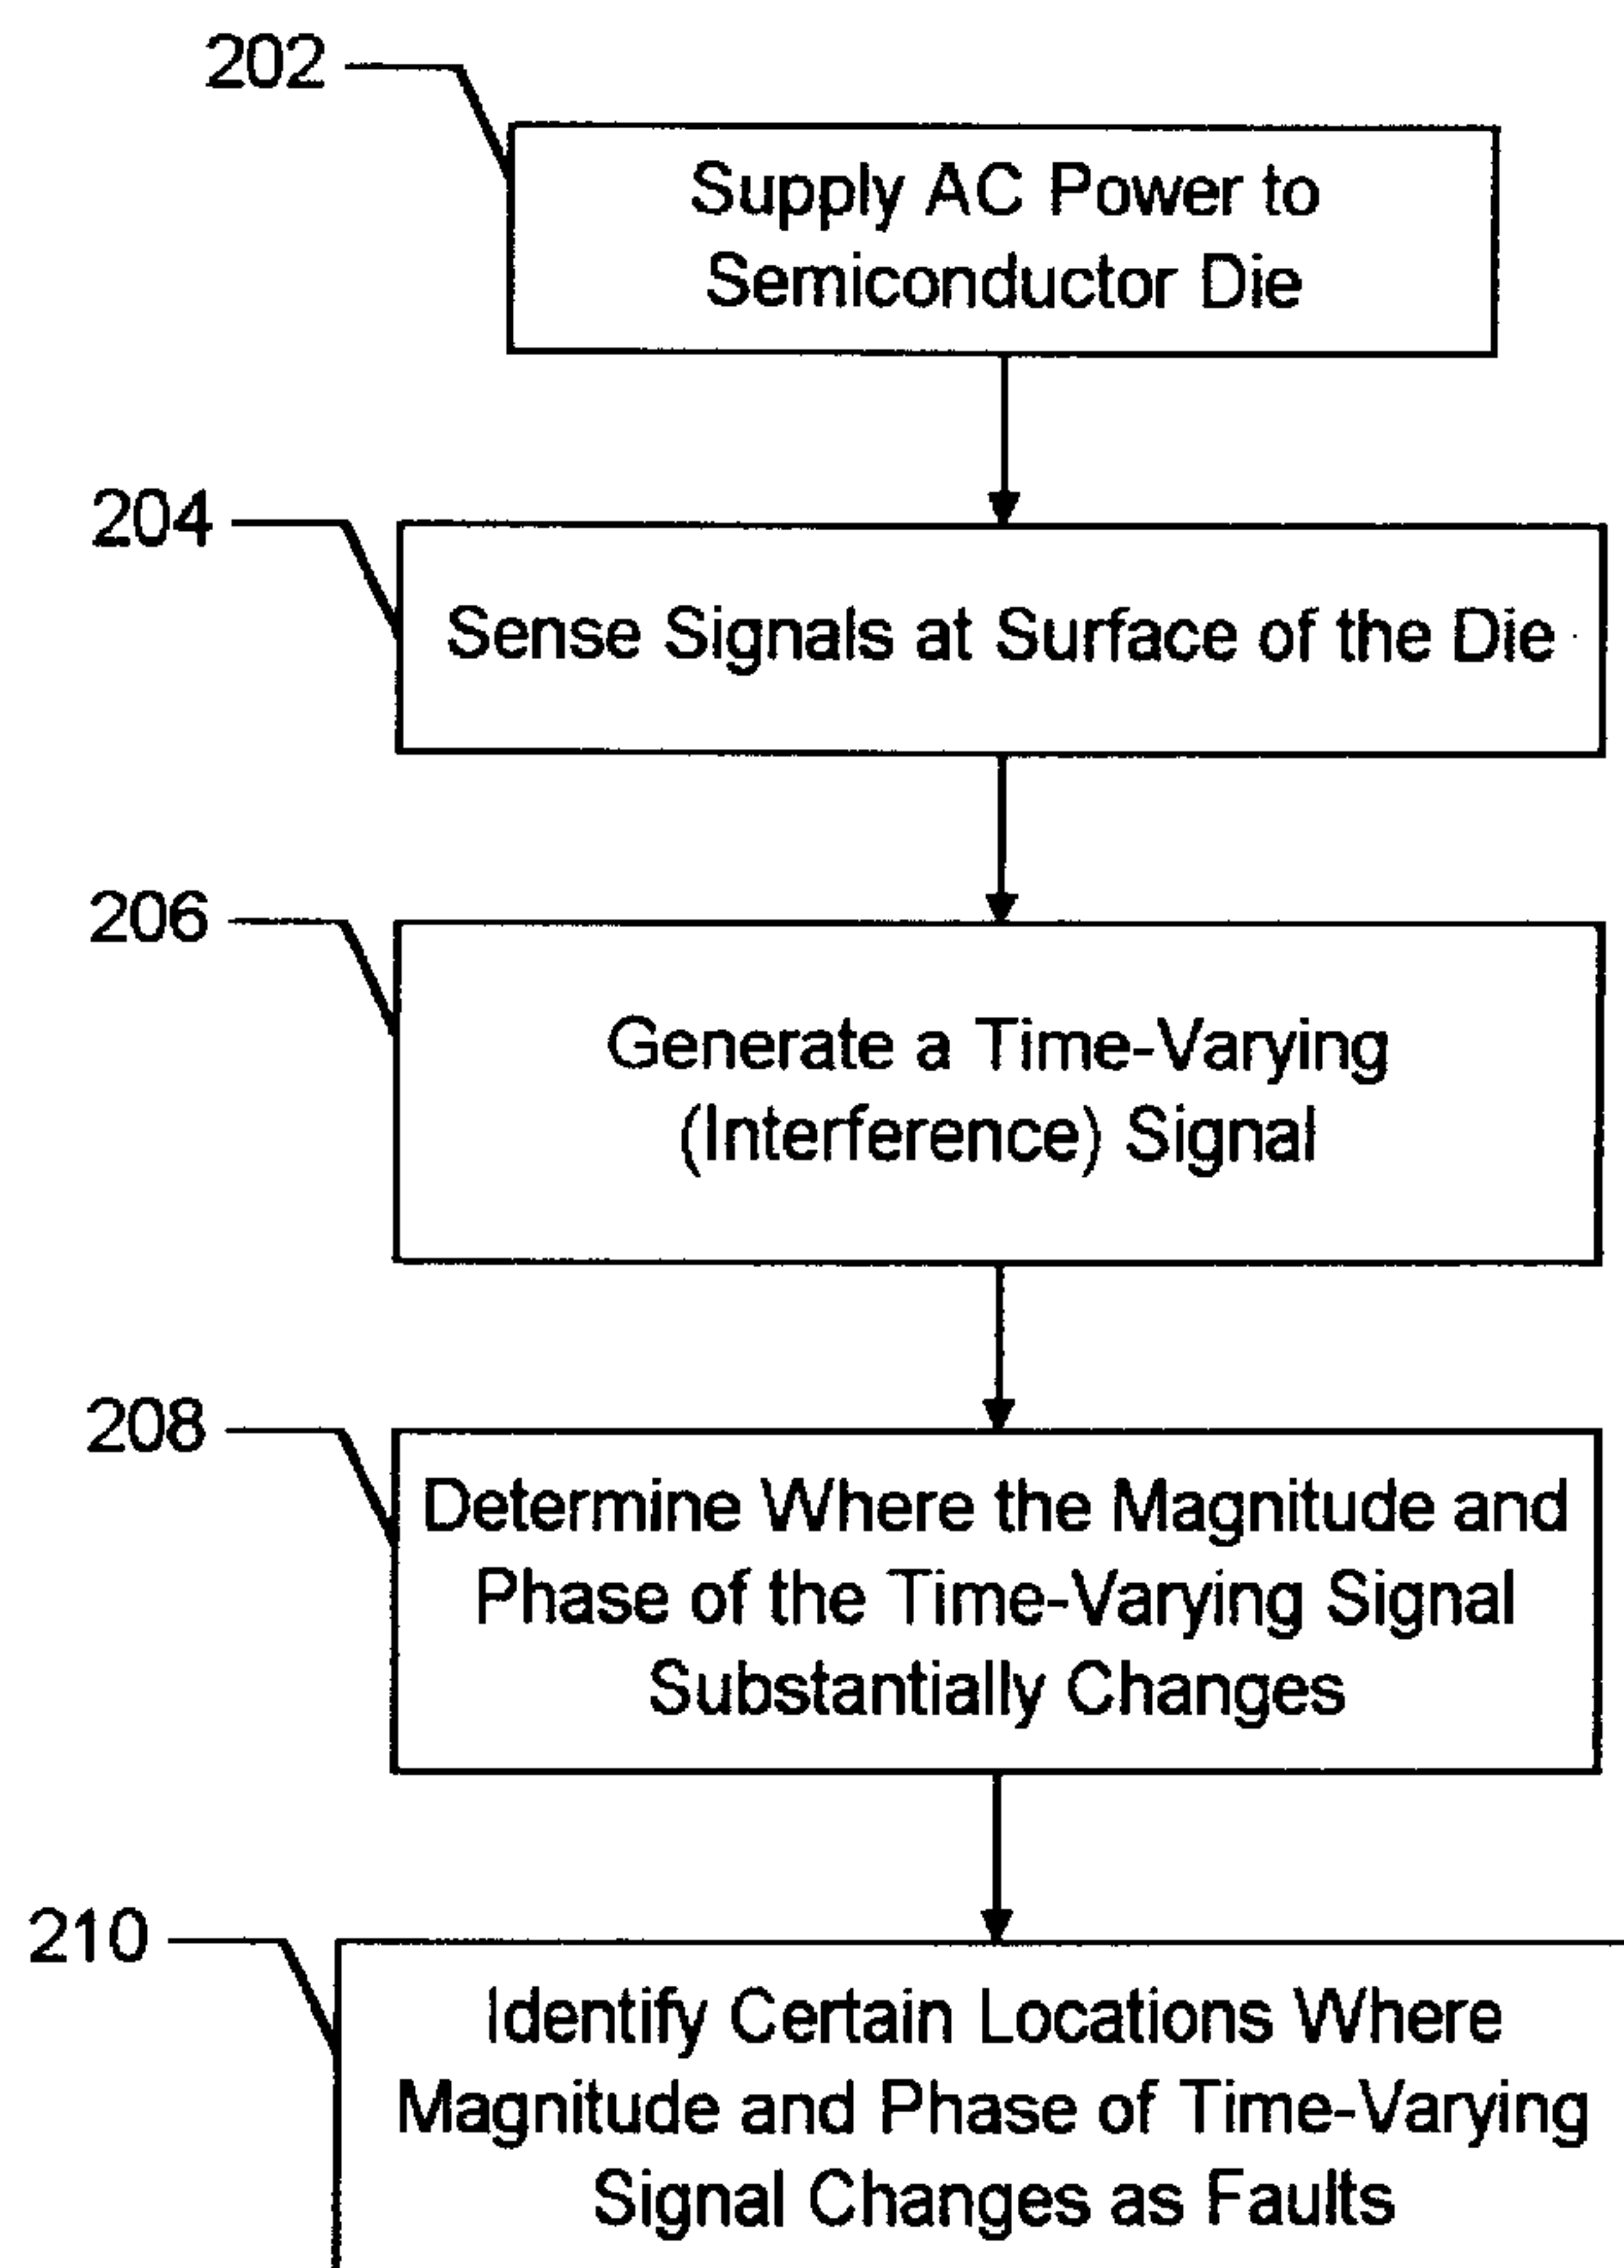 202
Supply AC Power to
Semiconductor Die
204
Sense Signals at Surface of the Die
206
Generate a Time-Varying
(Interference) Signal
208
Determine Where the Magnitude and
Phase of the Time-Varying Signal
Substantially Changes
210
Identify Certain Locations Where
Magnitude and Phase of Time-Varying
Signal Changes as Faults